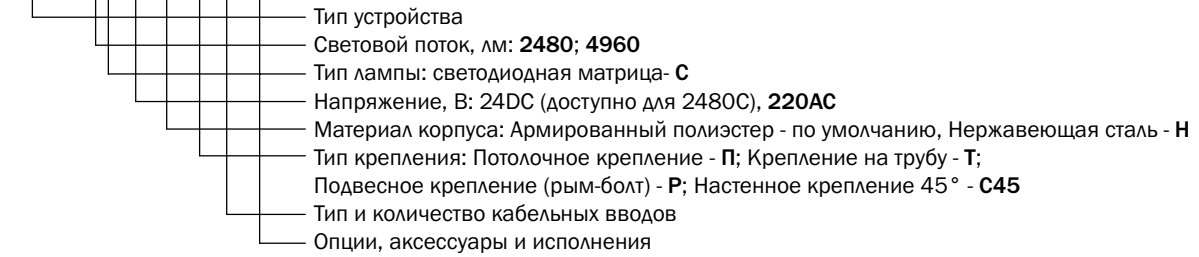 Тип устройства
Световой поток, лм: 2480; 4960
Тип лампы: светодиодная матрица- С
Напряжение, В: 24DC (доступно для 2480С), 220AC
Материал корпуса: Армированный полиэстер - по умолчанию, Нержавеющая сталь - Н
Тип крепления: Потолочное крепление - П; Крепление на трубу - Т;
Подвесное крепление (рым-болт) - Р; Настенное крепление 45° - С45
Тип и количество кабельных вводов
Опции, аксессуары и исполнения